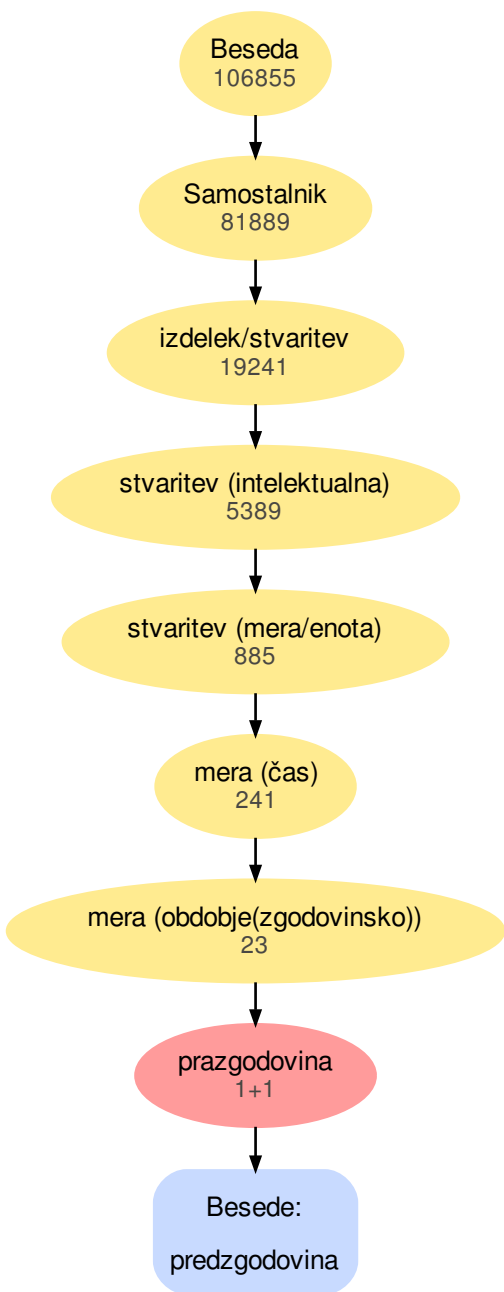 Beseda
106855
Samostalnik
81889
izdelek/stvaritev
19241
stvaritev (intelektualna)
5389
stvaritev (mera/enota)
885
mera (čas)
241
mera (obdobje(zgodovinsko))
23
prazgodovina
1+1
Besede:
predzgodovina